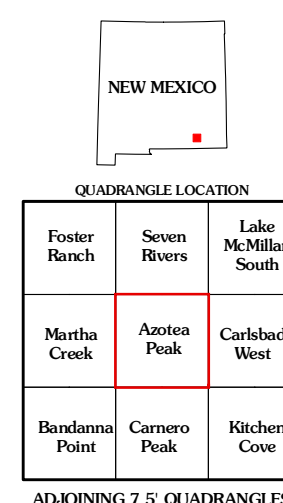 NEW MEXICO
QUADRANGLE LOCATION
Foster
Ranch
Seven
Rivers
Lake
McMillan
South
Martha
Creek
Azotea
Peak
Carlsbad
West
Bandanna
Point
Carnero
Peak
Kitchen
Cove
ADJOINING 7.5' QUADRANGLES